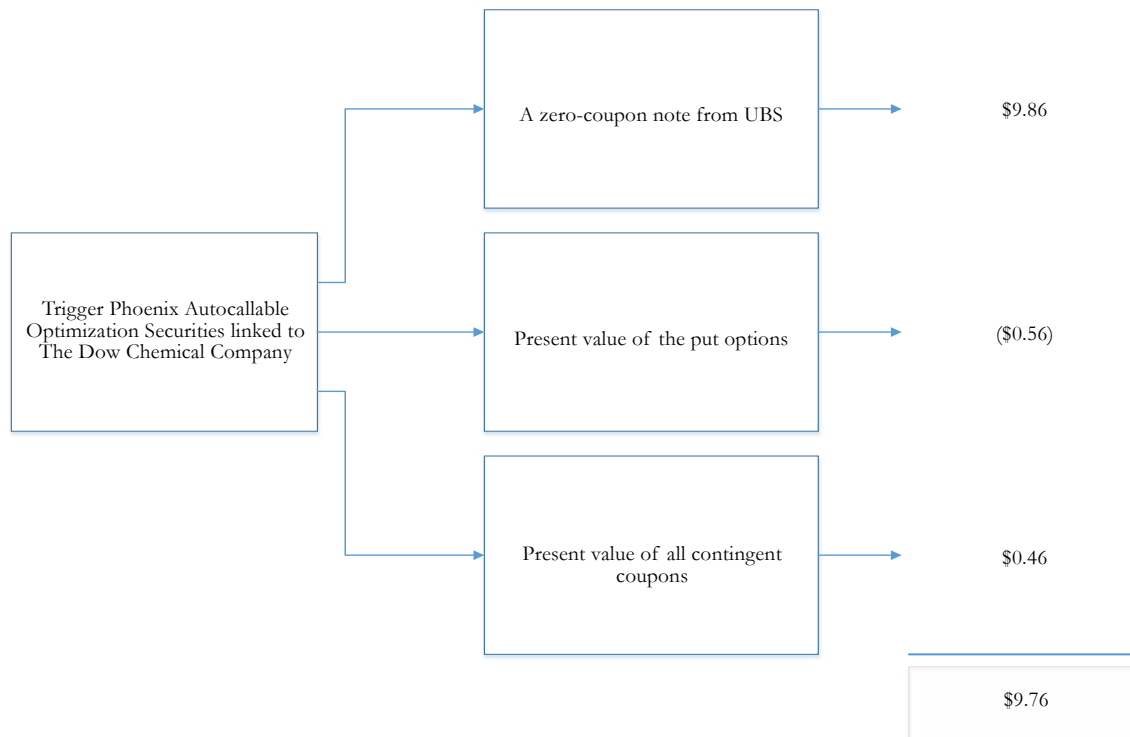 A zero-coupon note from UBS
$9.86
Trigger Phoenix Autocallable
Optimization Securities linked to
The Dow Chemical Company
Present value of the put options
($0.56)
Present value of all contingent
coupons
$0.46
$9.76